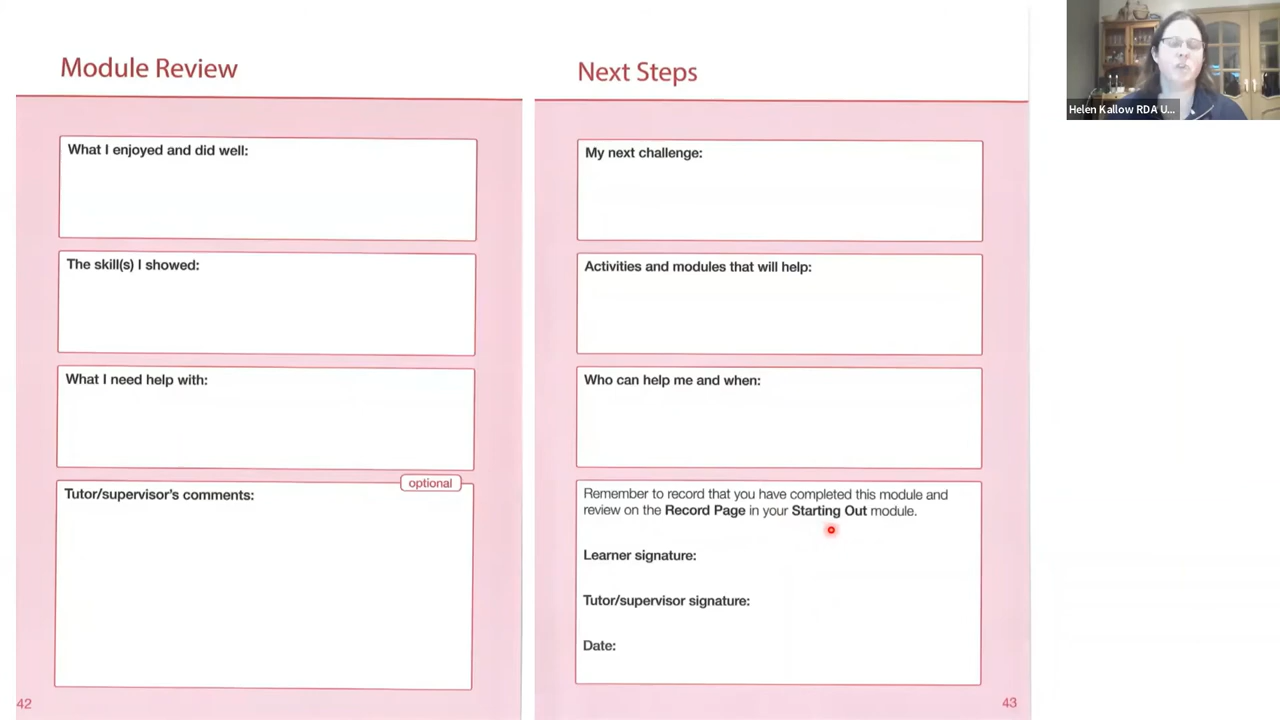 Module Review
What I enjoyed and did well:
The skill(s) I showed:
What I need help with:
optional
Tutor/supervisor's comments:
42
Next Steps
My next challenge:
Activities and modules that will help:
Who can help me and when:
Remember to record that you have completed this module and
review on the Record Page in your Starting Out module.
Learner signature:
Tutor/supervisor signature:
Date:
43
Helen Kallow RDA U...